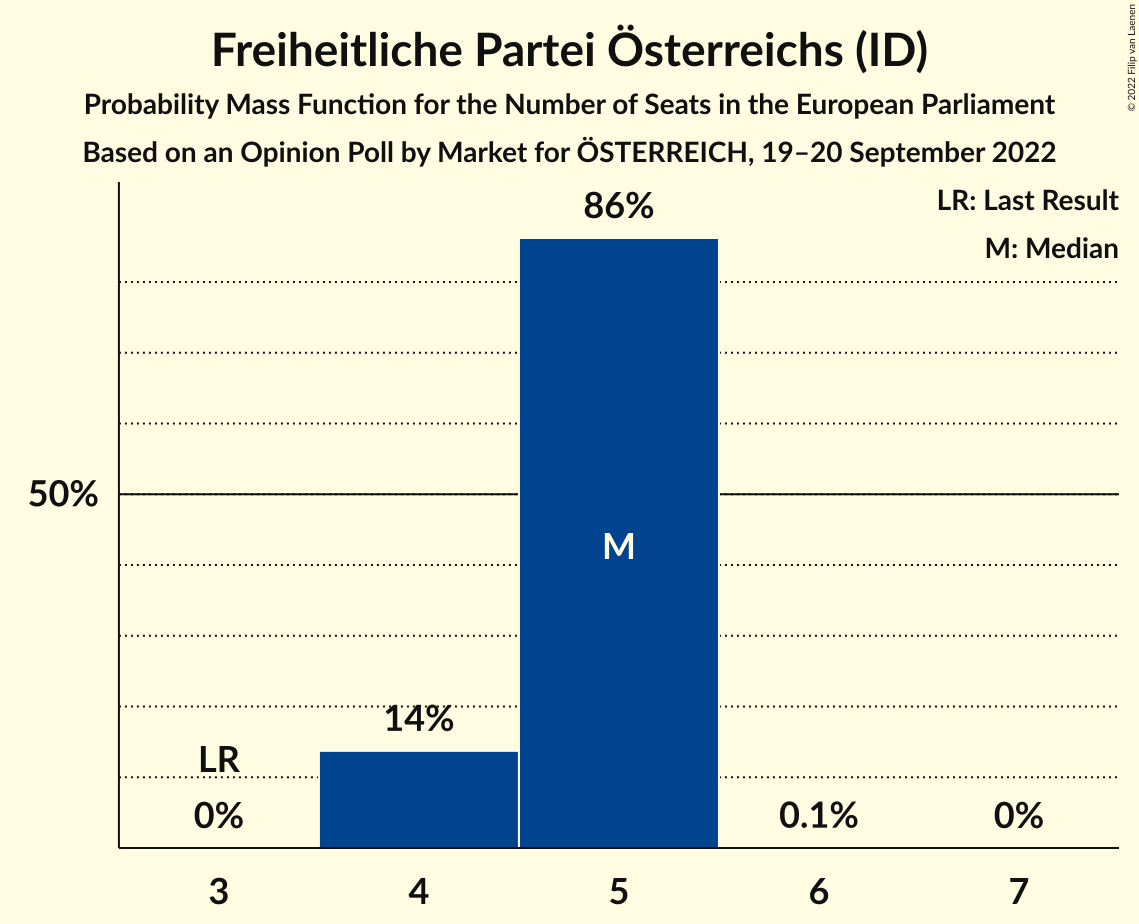 Freiheitliche Partei Österreichs (ID)
Probability Mass Function for the Number of Seats in the European Parliament
Based on an Opinion Poll by Market for ÖSTERREICH, 19–20 September 2022
© 2022 Filip van Laenen
LR: Last Result
M: Median
86%
50%
M
14%
LR
0%
0.1%
0%
3 4 5 6 7